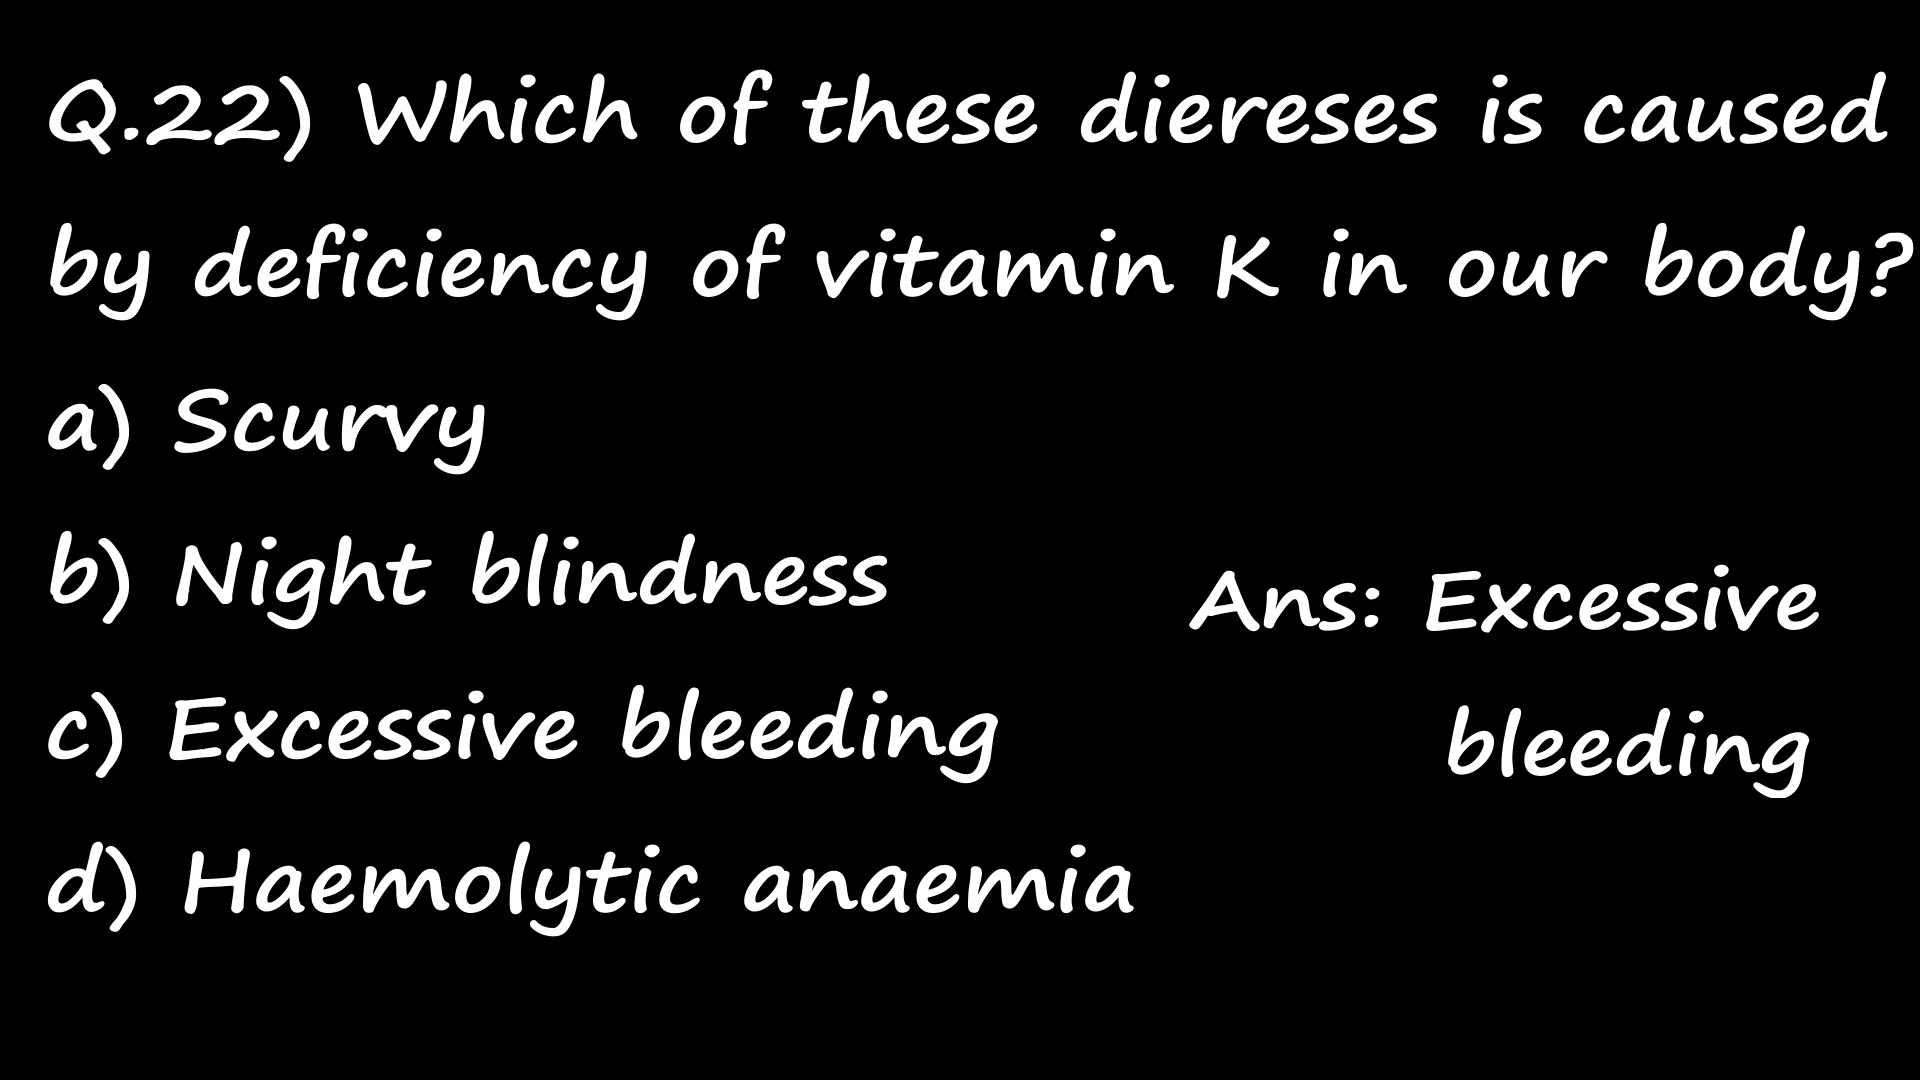 Q.22) Which of these diereses is caused
by deficiency of vitamin K in our body?
a) Scurvy
b) Night blindness
c) Excessive bleeding
d) Haemolytic anaemia
Ans: Excessive
bleeding